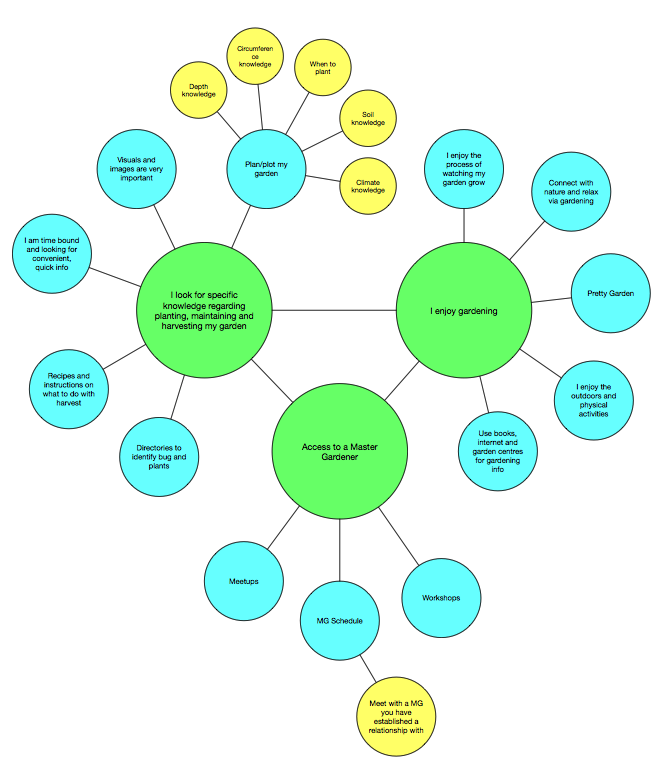 Circumferen
ce
knowledge
When to
plant
Depth
knowledge
Soil
knowledge
Visuals and
images are very
important
Plan/plot my
garden
Climate
knowledge
I enjoy the
process of
watching my
garden grow
Connect with
nature and relax
via gardening
I am time bound
and looking for
convenient,
quick info
Pretty Garden
I look for specific
knowledge regarding
planting, maintaining and
harvesting my garden
I enjoy gardening
Recipes and
instructions on
what to do with
harvest
I enjoy the
outdoors and
physical
activities
Directories to
identify bug and
plants
Access to a Master
Gardener
Use books,
internet and
garden centres
for gardening
info
Meetups
MG Schedule
Workshops
Meet with a MG
you have
established a
relationship with